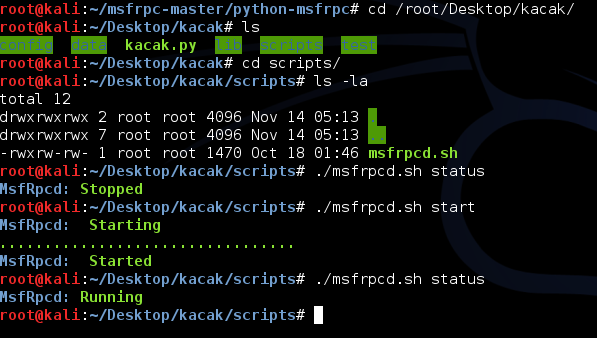 root@kali:~/msfrpc-master/python-msfrpc# cd /root/Desktop/kacak/
root@kali:~/Desktop/kacak# ls
config data kacak.py lib scripts test
root@kali:~/Desktop/kacak# cd scripts/
root@kali:~/Desktop/kacak/scripts# ls -la
total 12
drwxrwxrwx 2 root root 4096 Nov 14 05:13 .
drwxrwxrwx 7 root root 4096 Nov 14 05:13 ..
-rwxrw-rw- 1 root root 1470 Oct 18 01:46 msfrpcd.sh
root@kali:~/Desktop/kacak/scripts# ./msfrpcd.sh status
MsfRpcd: Stopped
root@kali:~/Desktop/kacak/scripts# ./msfrpcd.sh start
MsfRpcd:  Starting
.................................
MsfRpcd:  Started
root@kali:~/Desktop/kacak/scripts# ./msfrpcd.sh status
MsfRpcd: Running
root@kali:~/Desktop/kacak/scripts#